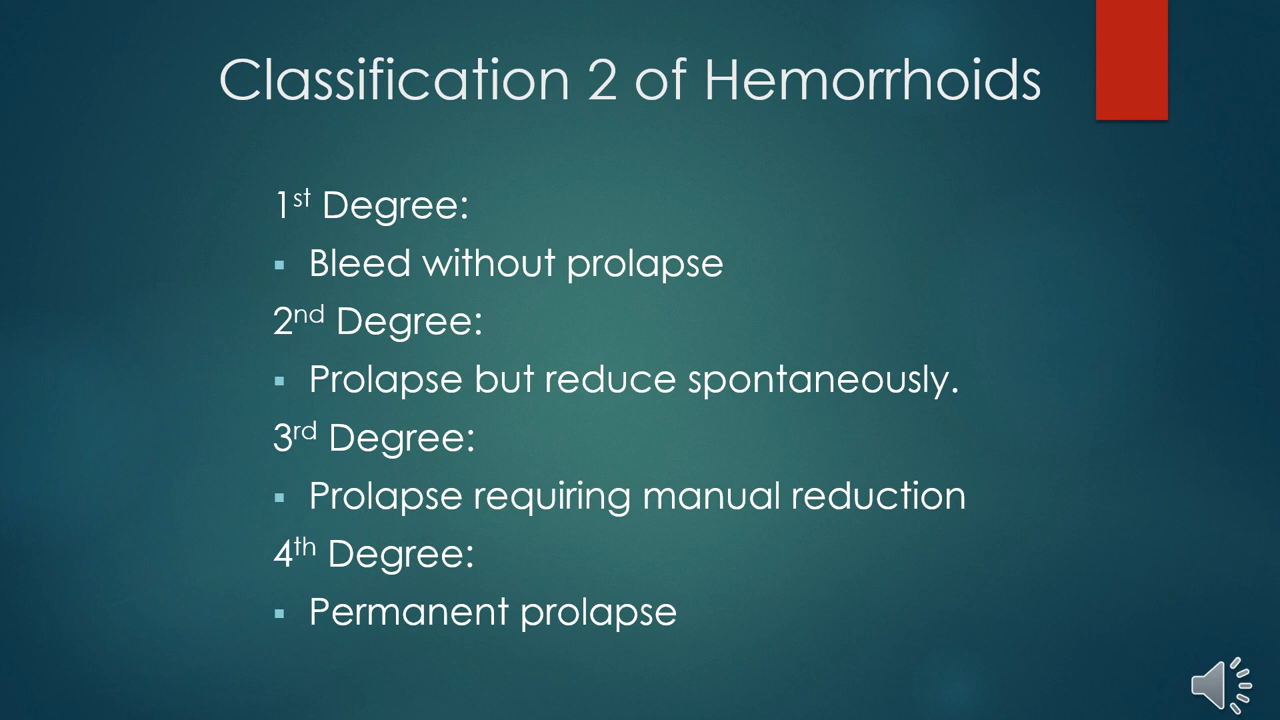 Classification 2 of Hemorrhoids
1st Degree:
▪ Bleed without prolapse
2nd Degree:
▪ Prolapse but reduce spontaneously.
3rd Degree:
▪ Prolapse requiring manual reduction
4th Degree:
▪ Permanent prolapse